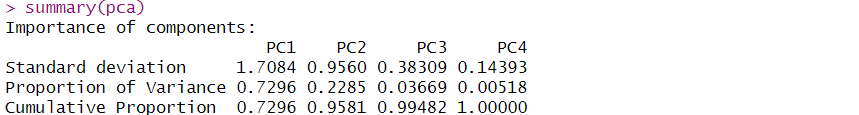 > summary(pca)
Importance of components:
PC1 PC2 PC3 PC4
Standard deviation 1.7084 0.9560 0.38309 0.14393
Proportion of Variance 0.7296 0.2285 0.03669 0.00518
Cumulative Proportion 0.7296 0.9581 0.99482 1.00000